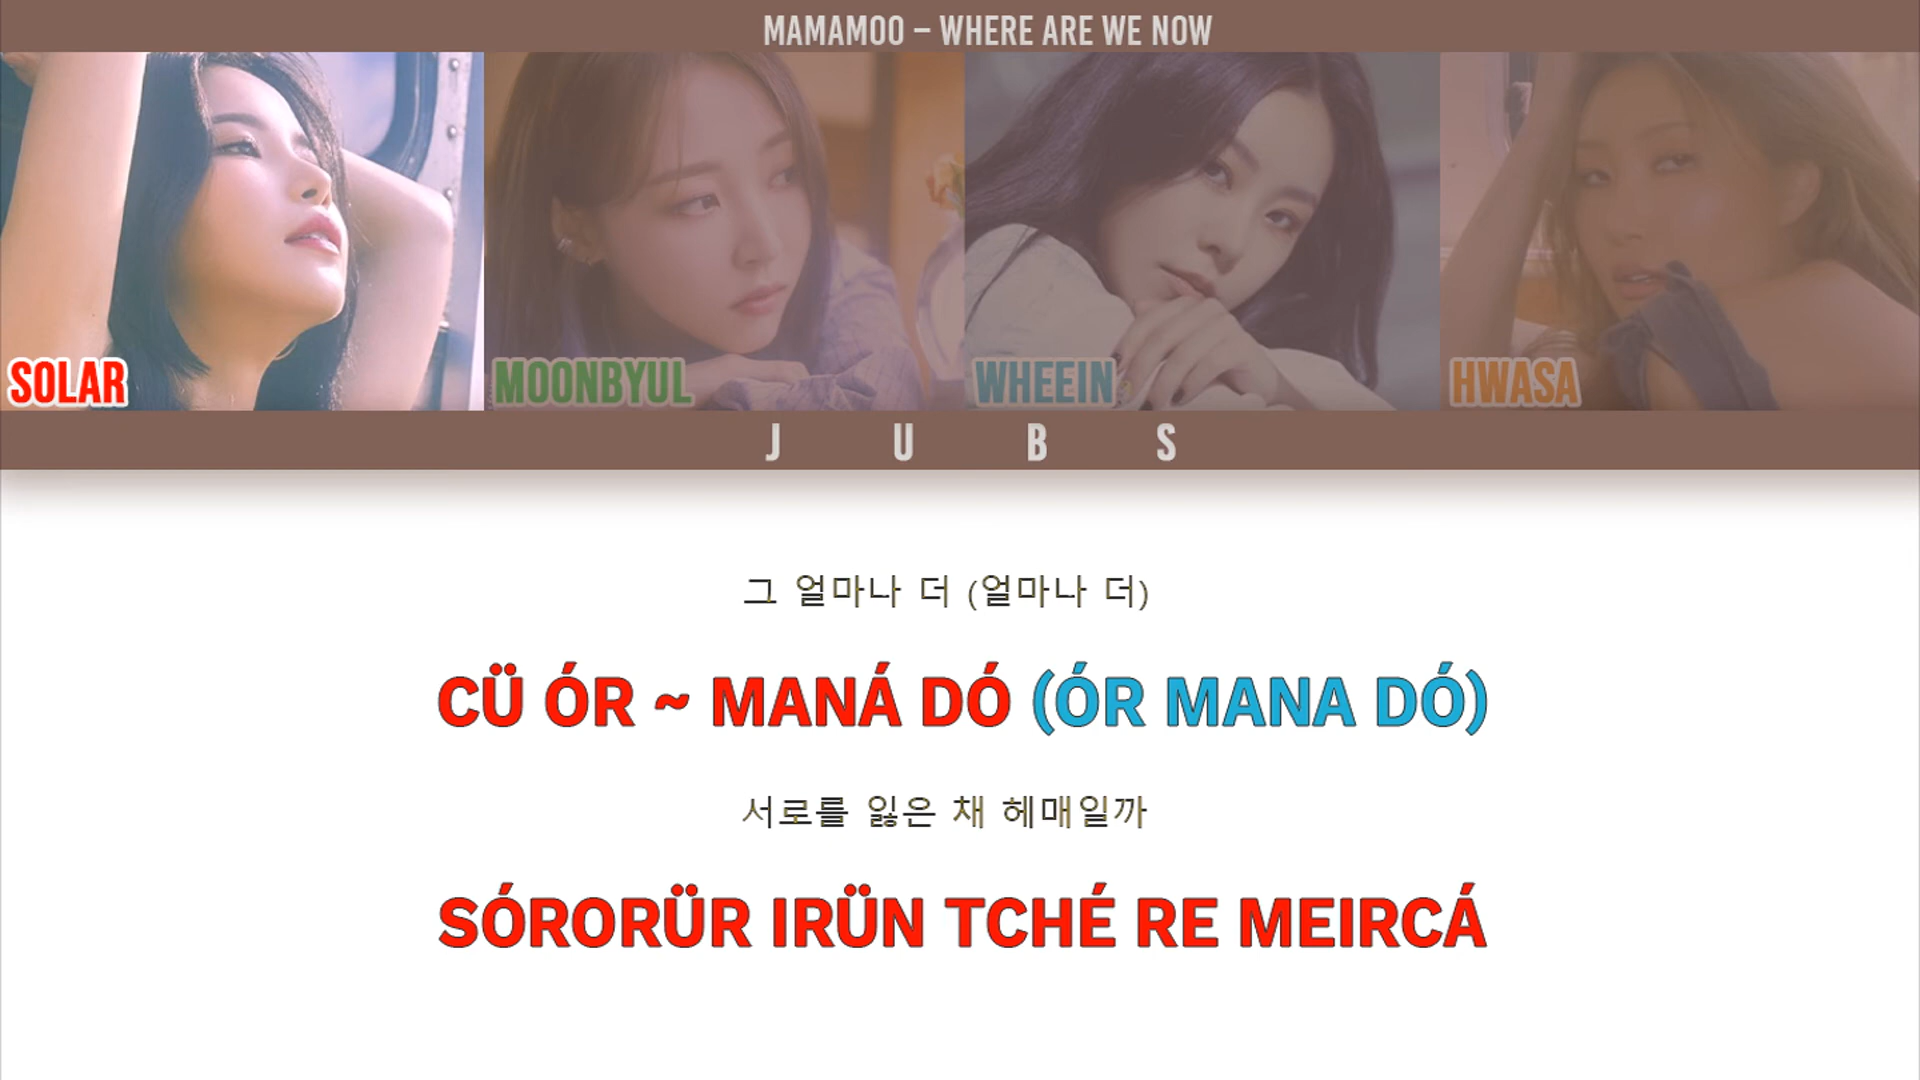 MAMAMOO – WHERE ARE WE NOW
SOLAR MOONBYUL WHEEIN HWASA
J U B S
그 얼마나 더 (얼마나 더)
CÜ ÓR ~ MANÁ DÓ (ÓR MANA DÓ)
서로를 잃은 채 헤매일까
SÓRORÜR IRÜN TCHÉ RE MEIRCÁ